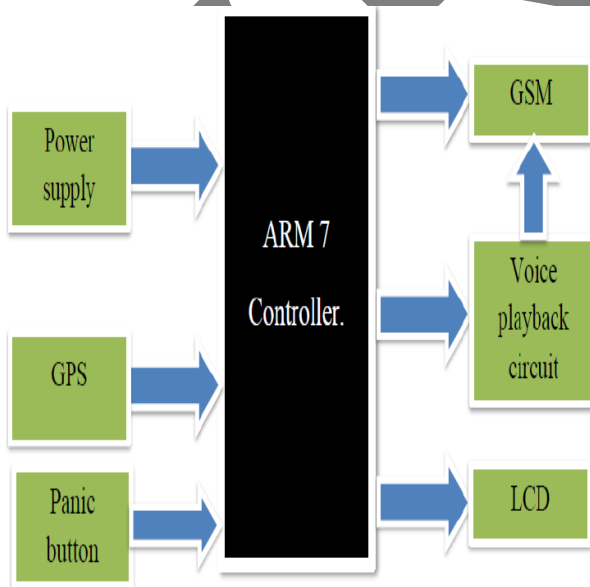 Power
supply
GPS
Panic
button
ARM 7
Controller.
GSM
Voice
playback
circuit
LCD